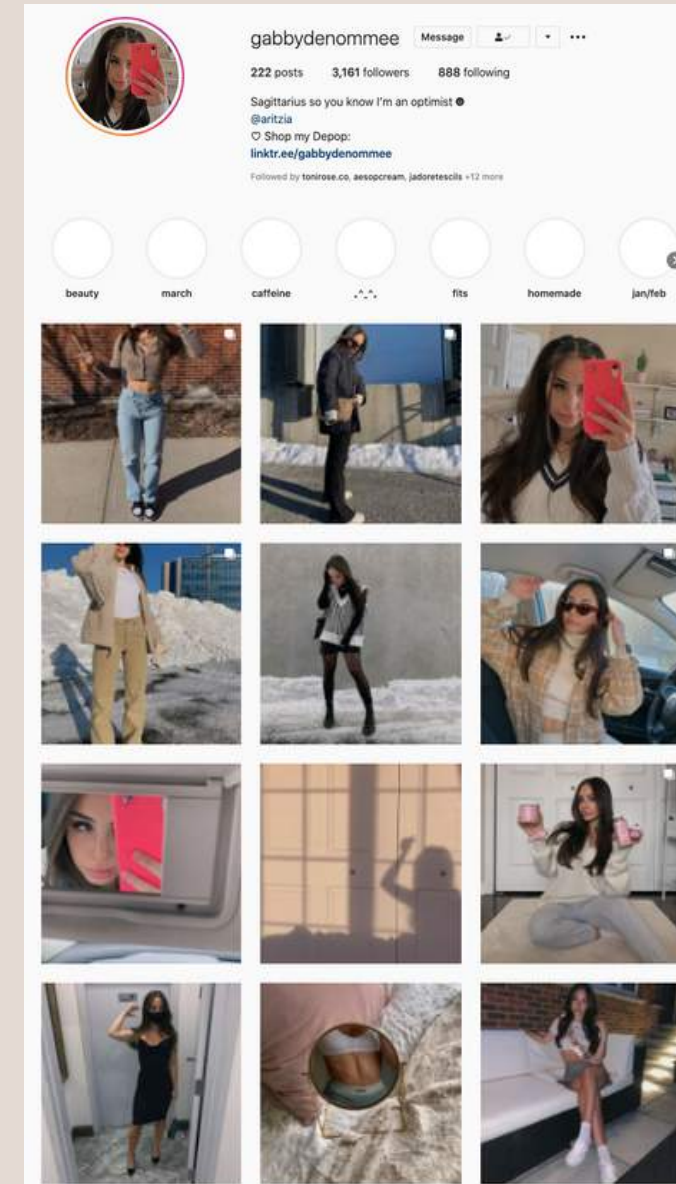 gabbydenommee Message
222 posts 3,161 followers 888 following
Sagittarius so you know I'm an optimist
@aritzia
♡ Shop my Depop:
linktr.ee/gabbydenommee
Followed by tonirose.co, aesopcream, jadoretescils +12 more
beauty march caffeine .^_^. fits homemade jan/feb